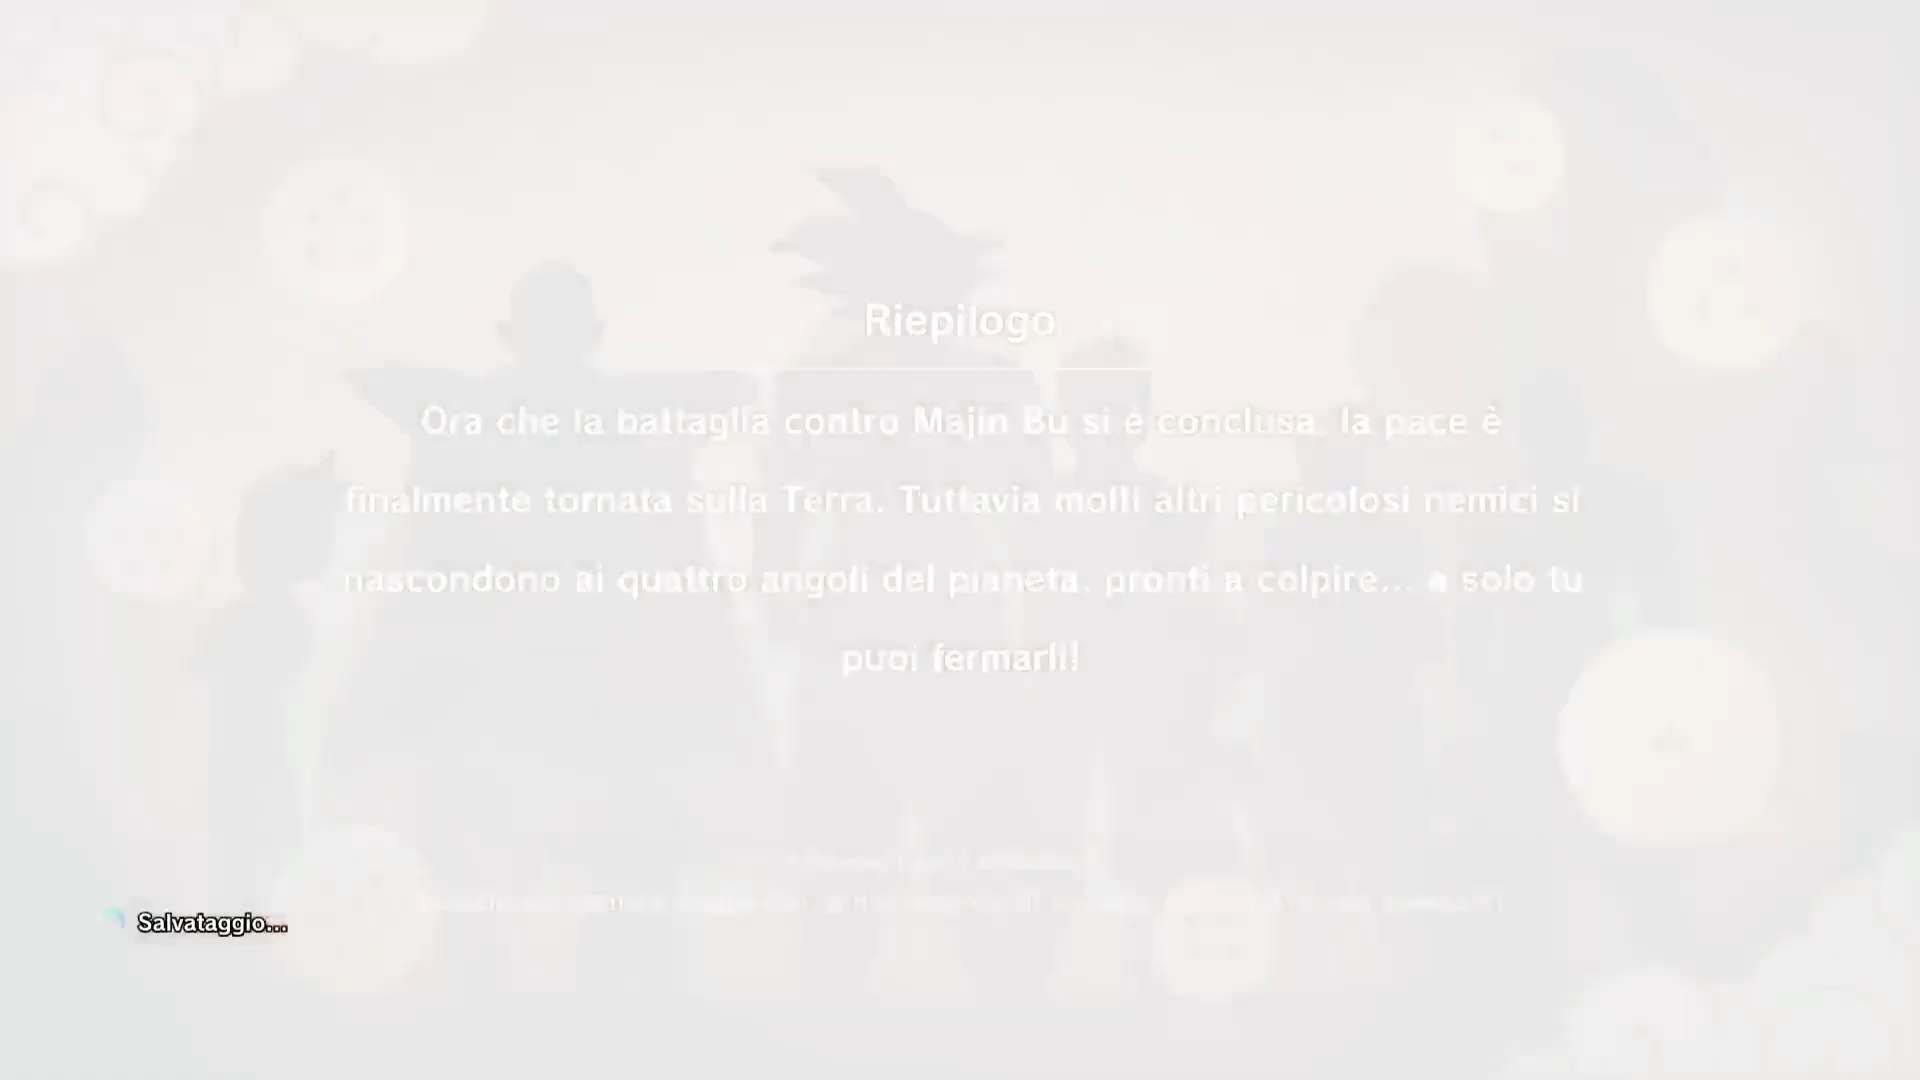 Riepilogo
Ora che la battaglia contro Majin Bu si è conclusa, la pace è
finalmente tornata sulla Terra. Tuttavia molti altri pericolosi nemici si
nascondono ai quattro angoli del pianeta, pronti a colpire... e solo tu
puoi fermarli!
Salvataggio...